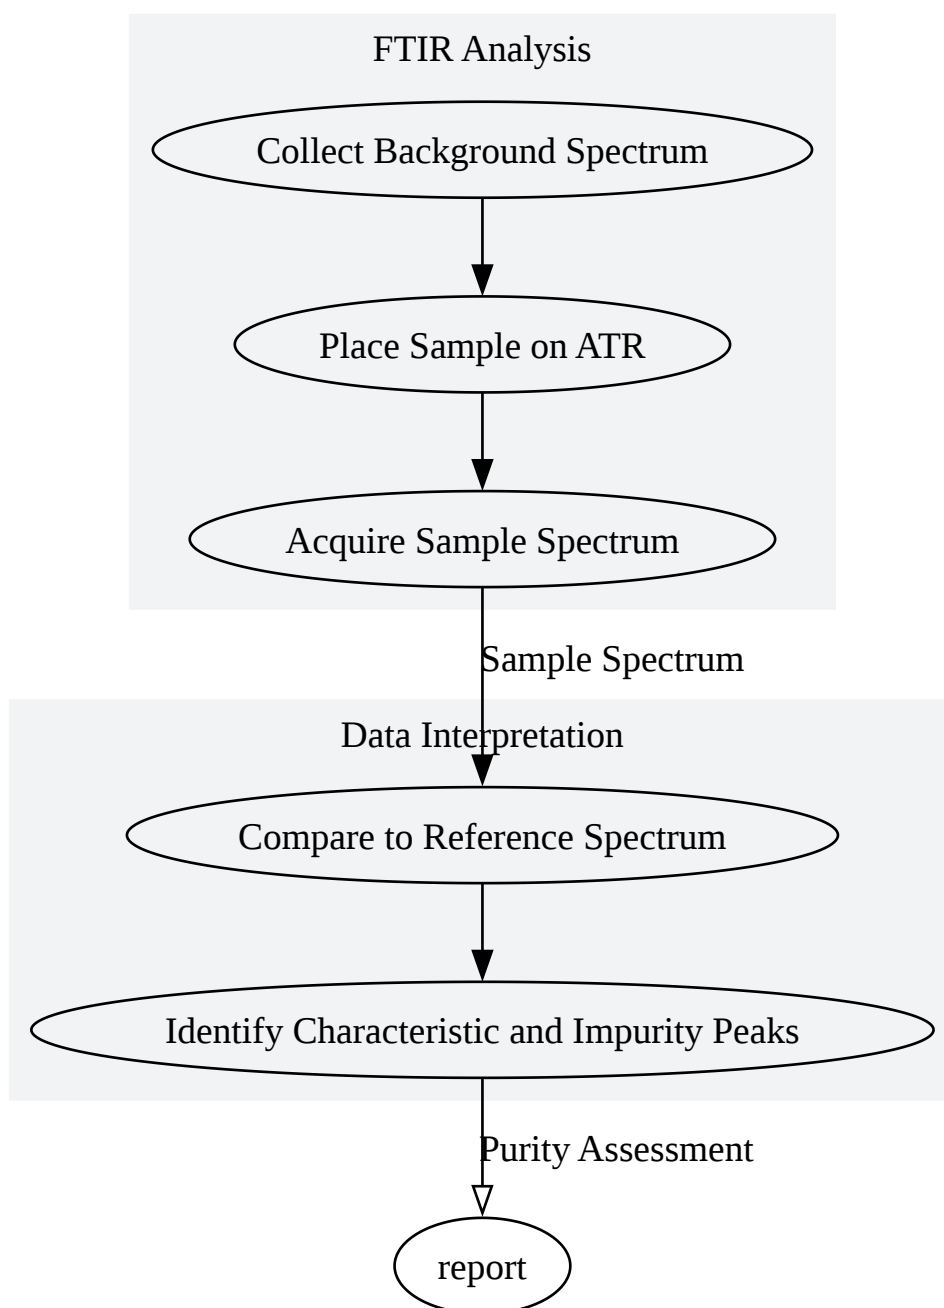 FTIR Analysis
Collect Background Spectrum
Place Sample on ATR
Acquire Sample Spectrum
Sample Spectrum
Data Interpretation
Compare to Reference Spectrum
Identify Characteristic and Impurity Peaks
Purity Assessment
report